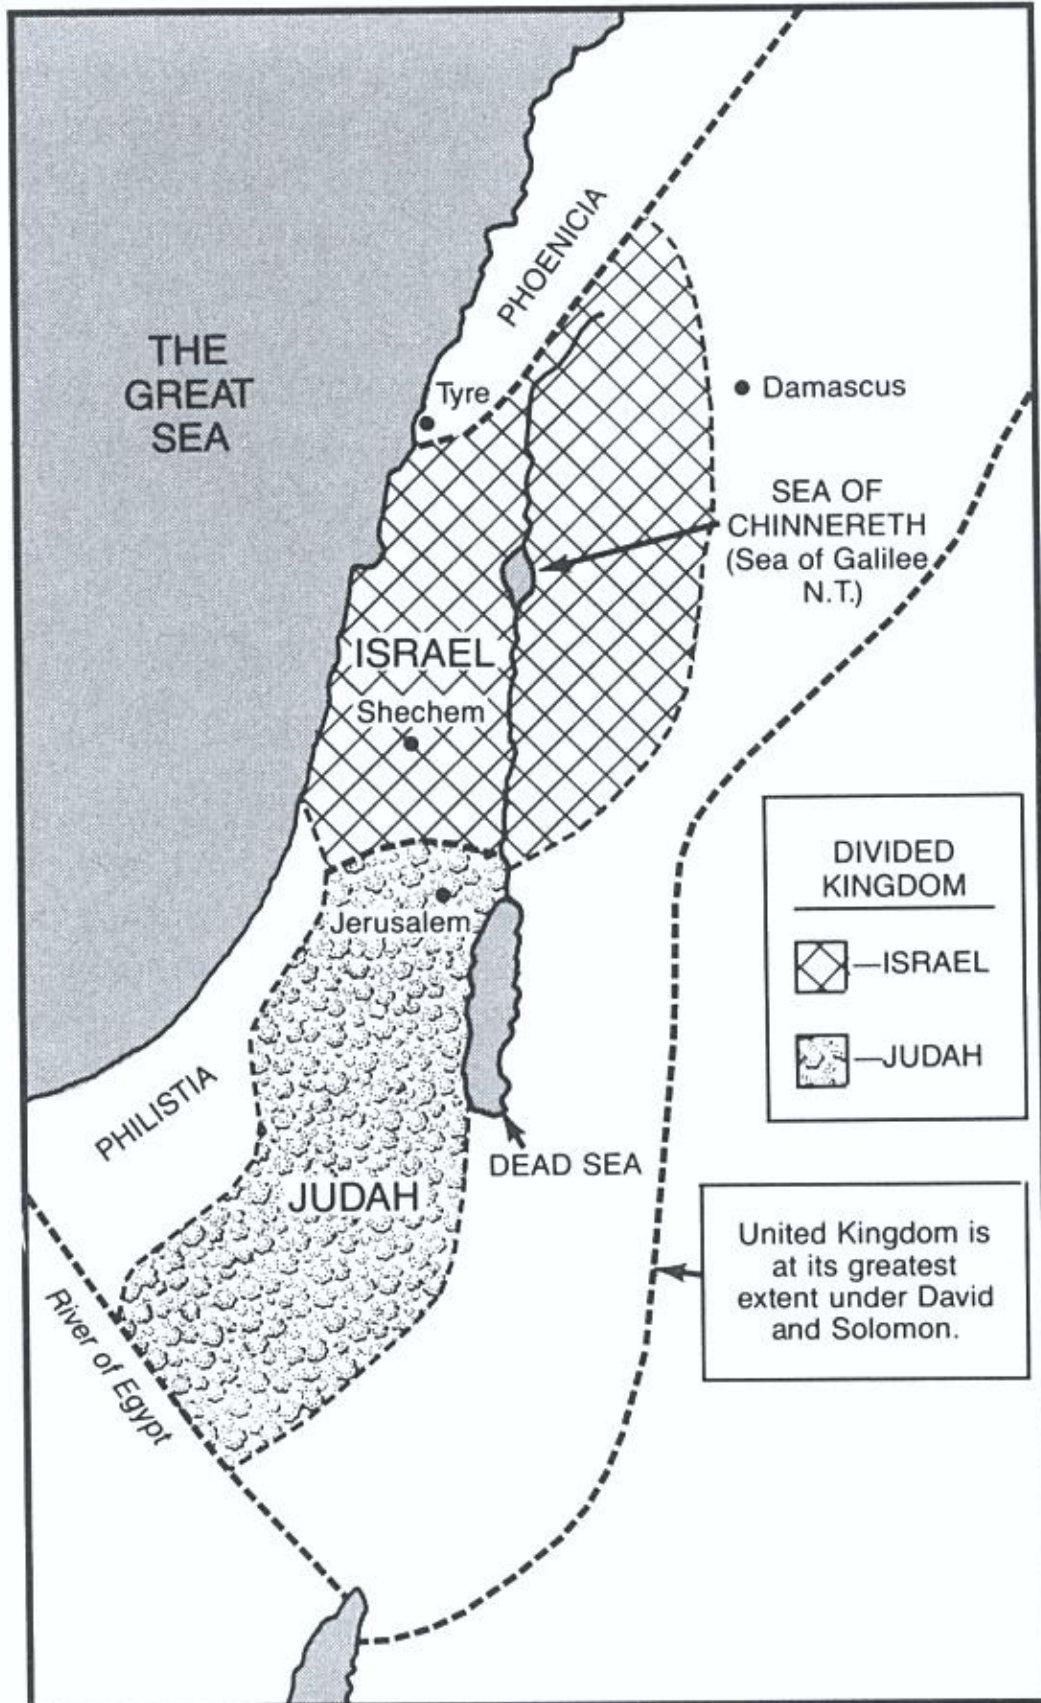 PHOENICIA
THE
GREAT
SEA
Tyre
Damascus
SEA OF
CHINNERETH
(Sea of Galilee
N.T.)
ISRAEL
Shechem
DIVIDED
KINGDOM
—ISRAEL
—JUDAH
Jerusalem
PHILISTIA
DEAD SEA
JUDAH
United Kingdom is
at its greatest
extent under David
and Solomon.
River of Egypt